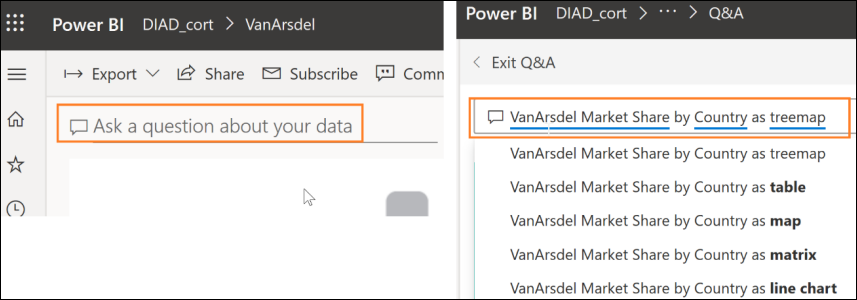 Power BI DIAD_cort > VanArsdel
Export Share Subscribe Comm
Ask a question about your data
Power BI DIAD_cort > ··· > Q&A
< Exit Q&A
VanArsdel Market Share by Country as treemap
VanArsdel Market Share by Country as treemap
VanArsdel Market Share by Country as table
VanArsdel Market Share by Country as map
VanArsdel Market Share by Country as matrix
VanArsdel Market Share by Country as line chart